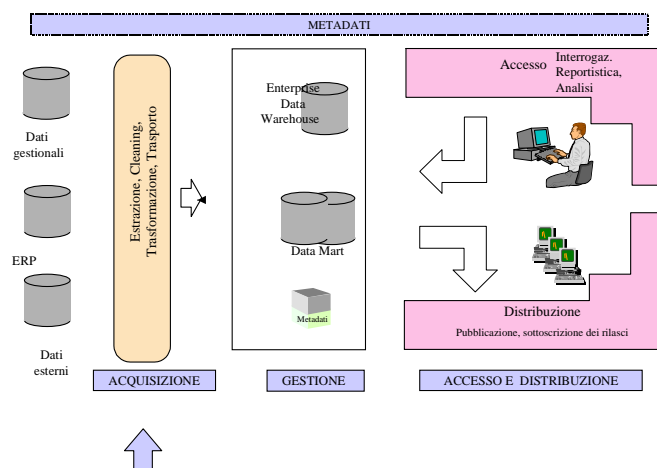 METADATI
Dati
gestionali
ERP
Dati
esterni
Estrazione, Cleaning,
Trasformazione, Trasporto
Enterprise
Data
Warehouse
Data Mart
Metadati
Accesso
Interrogaz.
Reportistica,
Analisi
Distribuzione
Pubblicazione, sottoscrizione dei rilasci
ACQUISIZIONE
GESTIONE
ACCESSO E DISTRIBUZIONE